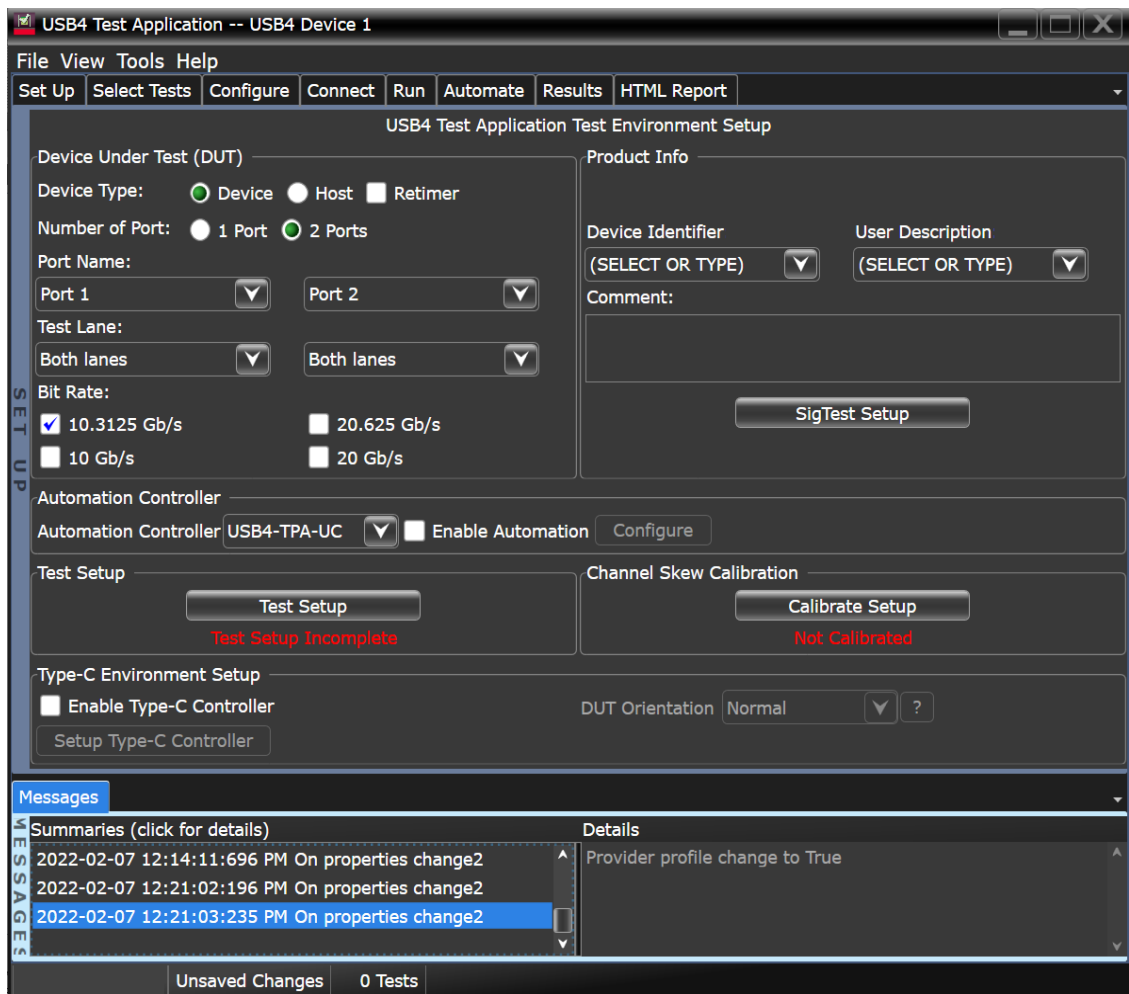 USB4 Test Application -- USB4 Device 1
File View Tools Help
Set Up Select Tests Configure Connect Run Automate Results HTML Report
USB4 Test Application Test Environment Setup
Device Under Test (DUT)
Device Type: Device Host Retimer
Number of Port: 1 Port 2 Ports
Port Name:
Port 1 Port 2
Test Lane:
Both lanes Both lanes
Bit Rate:
10.3125 Gb/s 20.625 Gb/s
10 Gb/s 20 Gb/s
Product Info
Device Identifier User Description
(SELECT OR TYPE) (SELECT OR TYPE)
Comment:
SigTest Setup
SET UP
Automation Controller
Automation Controller USB4-TPA-UC Enable Automation Configure
Test Setup
Test Setup
Test Setup Incomplete
Channel Skew Calibration
Calibrate Setup
Not Calibrated
Type-C Environment Setup
Enable Type-C Controller
DUT Orientation Normal ?
Setup Type-C Controller
Messages
MESSAGES
Summaries (click for details) Details
2022-02-07 12:14:11:696 PM On properties change2
2022-02-07 12:21:02:196 PM On properties change2
2022-02-07 12:21:03:235 PM On properties change2
Provider profile change to True
Unsaved Changes 0 Tests